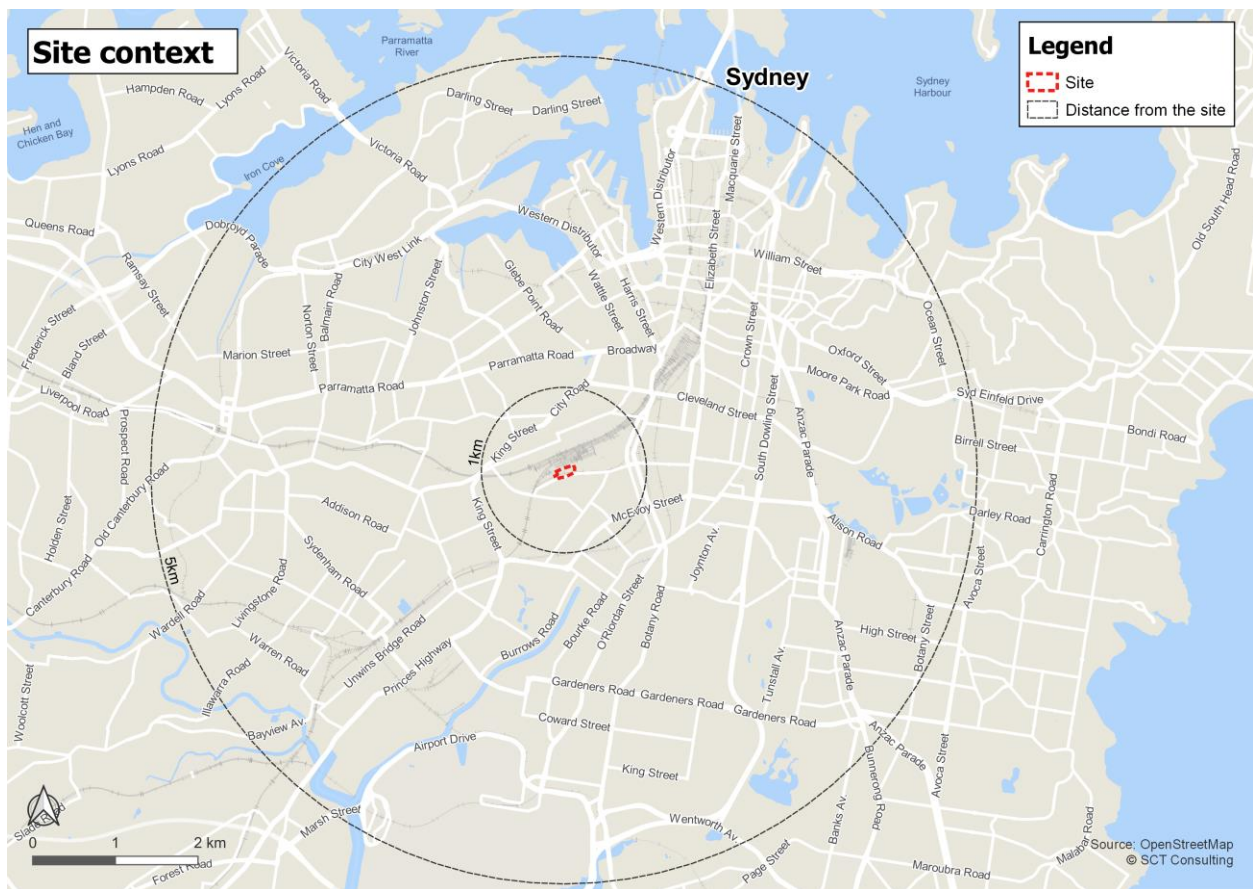 Site context
Legend
Site
Distance from the site
Sydney
Parramatta
River
Sydney
Harbour
Hen and
Chicken Bay
Iron Cove
Hampden Road
Lyons Road
Victoria Road
Darling Street
Darling Street
Lyons Road
Victoria Road
Macquarie Street
Western Distributor
Old South Head Road
Queens Road
Dobroyd Parade
Western Distributor
Elizabeth Street
City West Link
William Street
Ramsay Street
Glebe Point Road
Wattle Street
Harris Street
Johnston Street
Balmain Road
Norton Street
Frederick Street
Bland Street
Crown Street
Ocean Street
Oxford Street
Marion Street
Parramatta Road
Broadway
Moore Park Road
Parramatta Road
Syd Einfeld Drive
Liverpool Road
Prospect Road
City Road
Cleveland Street
South Dowling Street
Anzac Parade
King Street
1km
Birrell Street
Bondi Road
Holden Street
Old Canterbury Road
Addison Road
King Street
McEvoy Street
Darley Road
Carrington Road
Alison Road
Canterbury Road
5km
Sydenham Road
Joynton Av.
Livingstone Road
Avoca Street
Wardell Road
Warren Road
Unwins Bridge Road
Burrows Road
Bourke Road
O'Riordan Street
Botany Road
High Street
Botany Street
Anzac Parade
Illawarra Road
Princes Highway
Tunstall Av.
Woolcott Street
Gardeners Road
Gardeners Road
Gardeners Road
Bayview Av.
Coward Street
Airport Drive
Anzac Parade
King Street
Bunnerong Road
Avoca Street
Banks Av.
Slade Road
Marsh Street
Wentworth Av.
Page Street
Malabar Road
Maroubra Road
Forest Road
0 1 2 km
Source: OpenStreetMap
© SCT Consulting